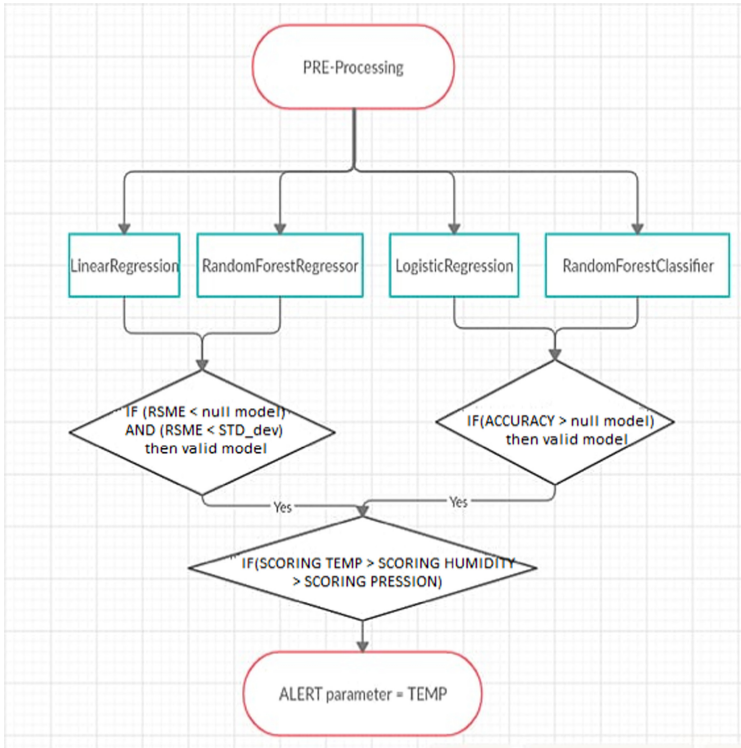 PRE-Processing
LinearRegression
RandomForestRegressor
LogisticRegression
RandomForestClassifier
IF (RSME < null model)
AND (RSME < STD_dev)
then valid model
IF(ACCURACY > null model)
then valid model
Yes
Yes
IF(SCORING TEMP > SCORING HUMIDITY
> SCORING PRESSION)
ALERT parameter = TEMP